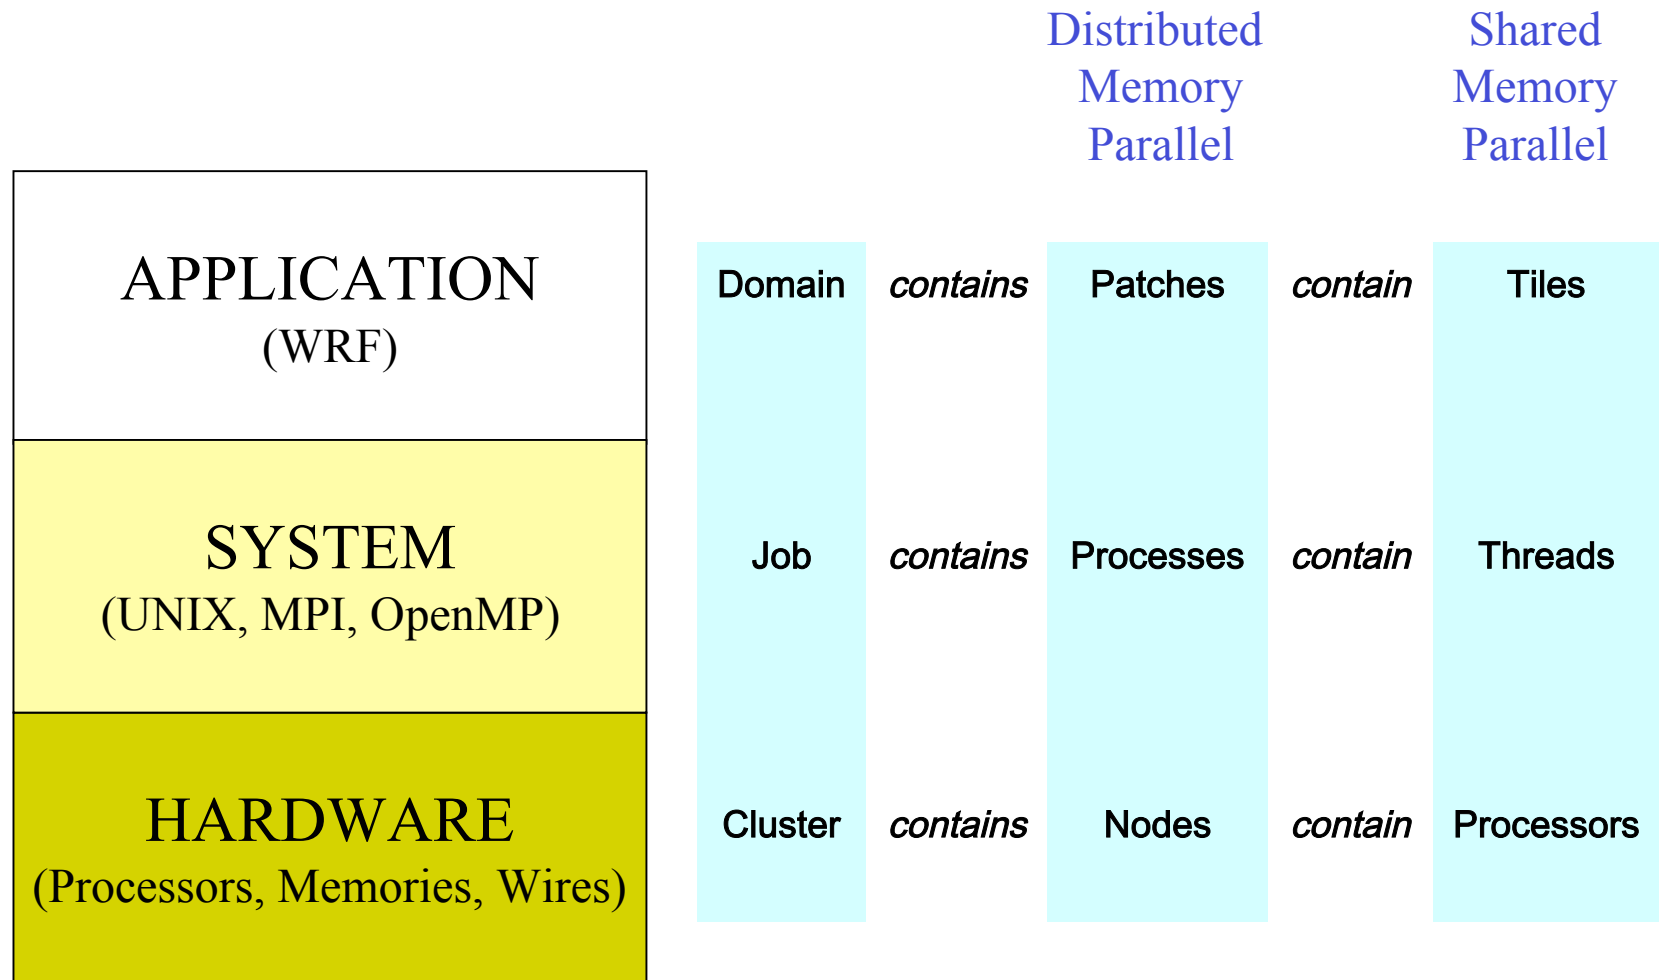 Distributed
Memory
Parallel
Shared
Memory
Parallel
APPLICATION
(WRF)
Domain contains Patches contain Tiles
SYSTEM
(UNIX, MPI, OpenMP)
Job contains Processes contain Threads
HARDWARE
(Processors, Memories, Wires)
Cluster contains Nodes contain Processors